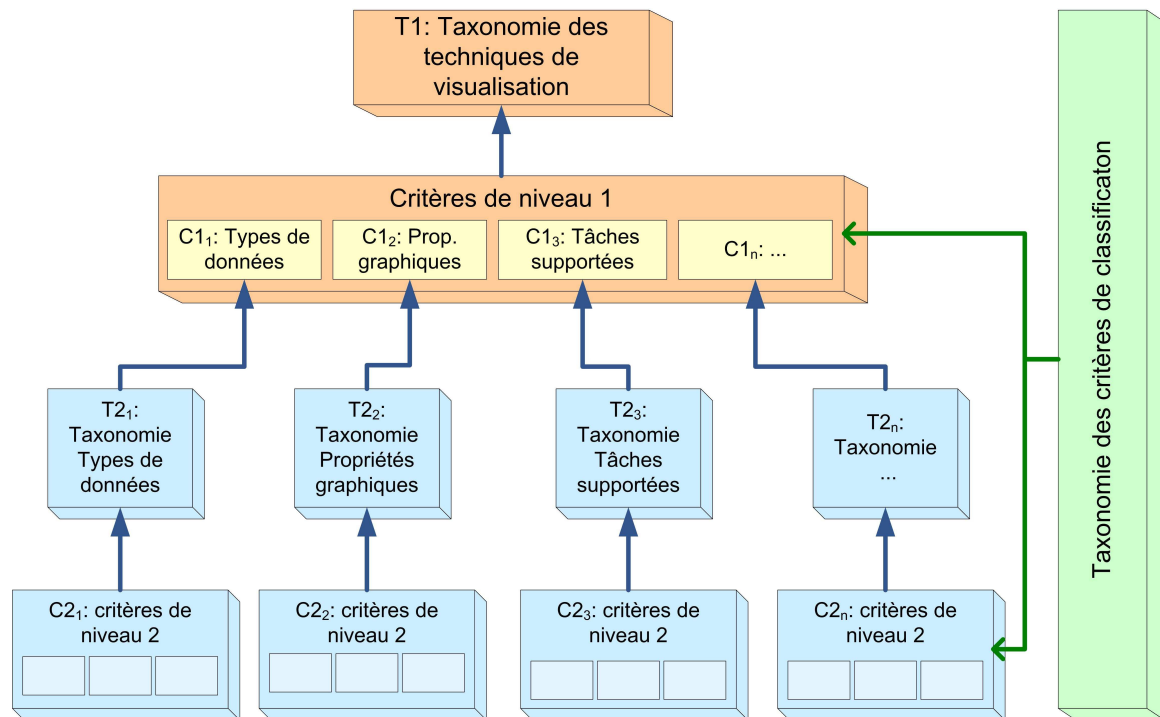 T1: Taxonomie des
techniques de
visualisation
Critères de niveau 1
C1₁: Types de
données
C1₂: Prop.
graphiques
C1₃: Tâches
supportées
C1ₙ: ...
T2₁:
Taxonomie
Types de
données
T2₂:
Taxonomie
Propriétés
graphiques
T2₃:
Taxonomie
Tâches
supportées
T2ₙ:
Taxonomie
...
C2₁: critères de
niveau 2
C2₂: critères de
niveau 2
C2₃: critères de
niveau 2
C2ₙ: critères de
niveau 2
Taxonomie des critères de classificaton